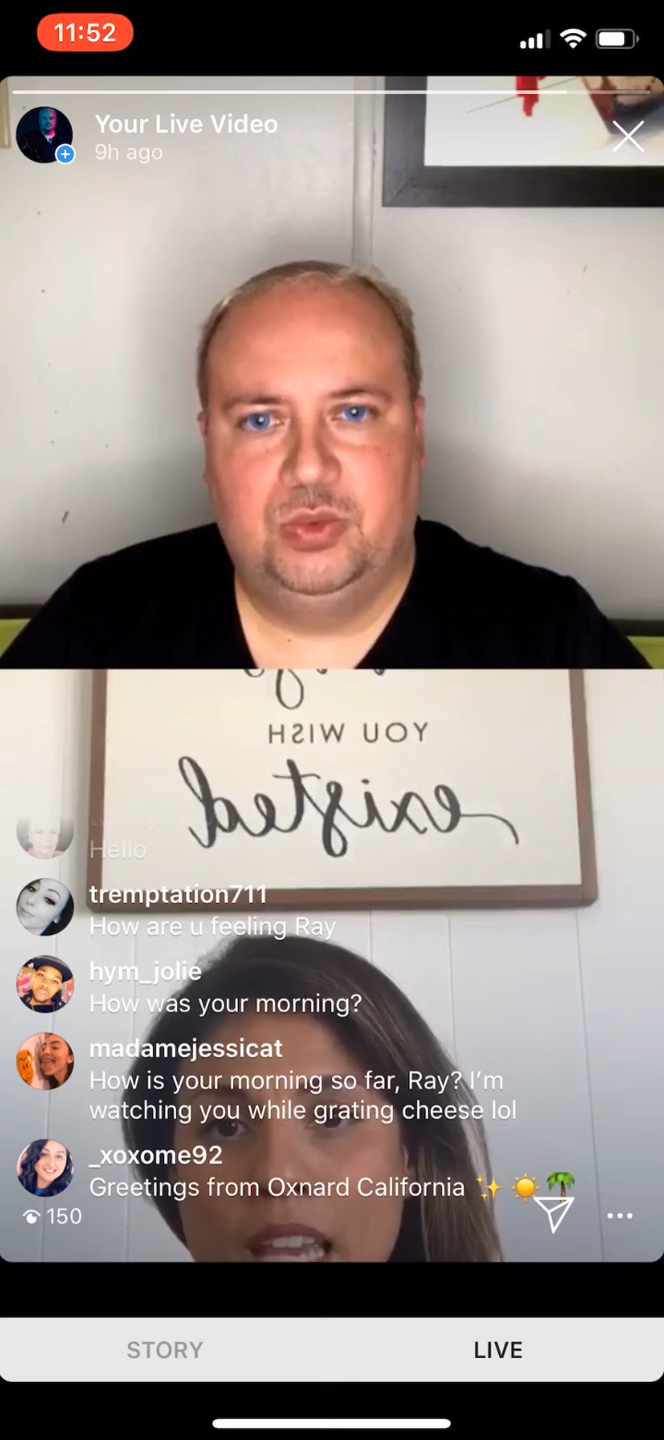 11:52
Your Live Video
9h ago
YOU WISH
existed
Hello
tremptation711
How are u feeling Ray
hym_jolie
How was your morning?
madamejessicat
How is your morning so far, Ray? I’m
watching you while grating cheese lol
_xoxome92
Greetings from Oxnard California ✨ ☀️ 🌴
150
STORY
LIVE